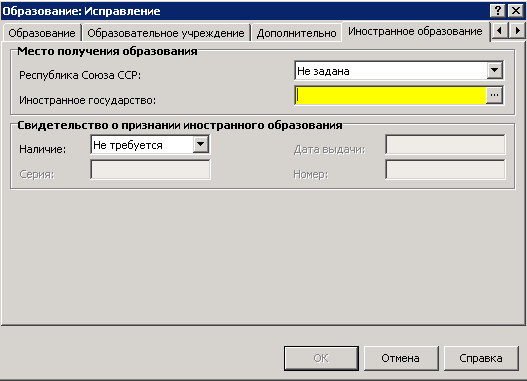 Образование: Исправление
Образование Образовательное учреждение Дополнительно Иностранное образование
Место получения образования
Республика Союза ССР: Не задана
Иностранное государство: ...
Свидетельство о признании иностранного образования
Наличие: Не требуется Дата выдачи:
Серия: Номер:
OK Отмена Справка